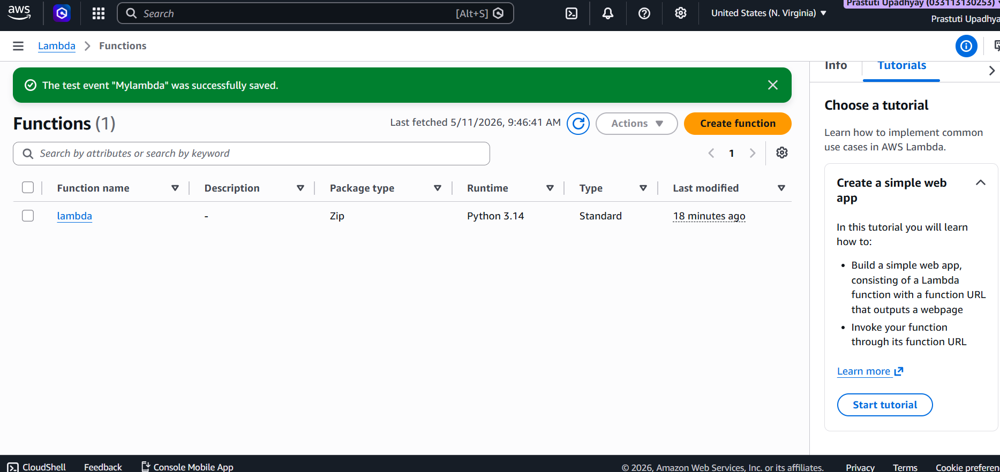 aws
Search
[Alt+S]
United States (N. Virginia)
Prastuti Upadhyay (033113130253)
Prastuti Upadhya
Lambda
Functions
The test event "Mylambda" was successfully saved.
Functions (1)
Last fetched 5/11/2026, 9:46:41 AM
Actions
Create function
Search by attributes or search by keyword
1
Function name
Description
Package type
Runtime
Type
Last modified
lambda
-
Zip
Python 3.14
Standard
18 minutes ago
Info
Tutorials
Choose a tutorial
Learn how to implement common
use cases in AWS Lambda.
Create a simple web
app
In this tutorial you will learn
how to:
• Build a simple web app,
consisting of a Lambda
function with a function URL
that outputs a webpage
• Invoke your function
through its function URL
Learn more
Start tutorial
CloudShell
Feedback
Console Mobile App
© 2026, Amazon Web Services, Inc. or its affiliates.
Privacy
Terms
Cookie preferen